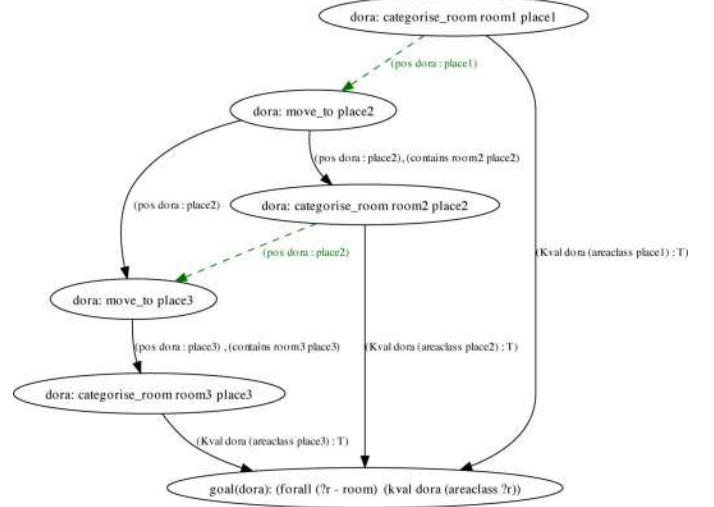 dora: categorise_room room1 place1
(pos dora : place1)
dora: move_to place2
(pos dora : place2), (contains room2 place2)
(pos dora : place2)
dora: categorise_room room2 place2
(pos dora : place2)
(Kval dora (areaclass place1) : T)
dora: move_to place3
(pos dora : place3) , (contains room3 place3)
(Kval dora (areaclass place2) : T)
dora: categorise_room room3 place3
(Kval dora (areaclass place3) : T)
goal(dora): (forall (?r - room) (kval dora (areaclass ?r))